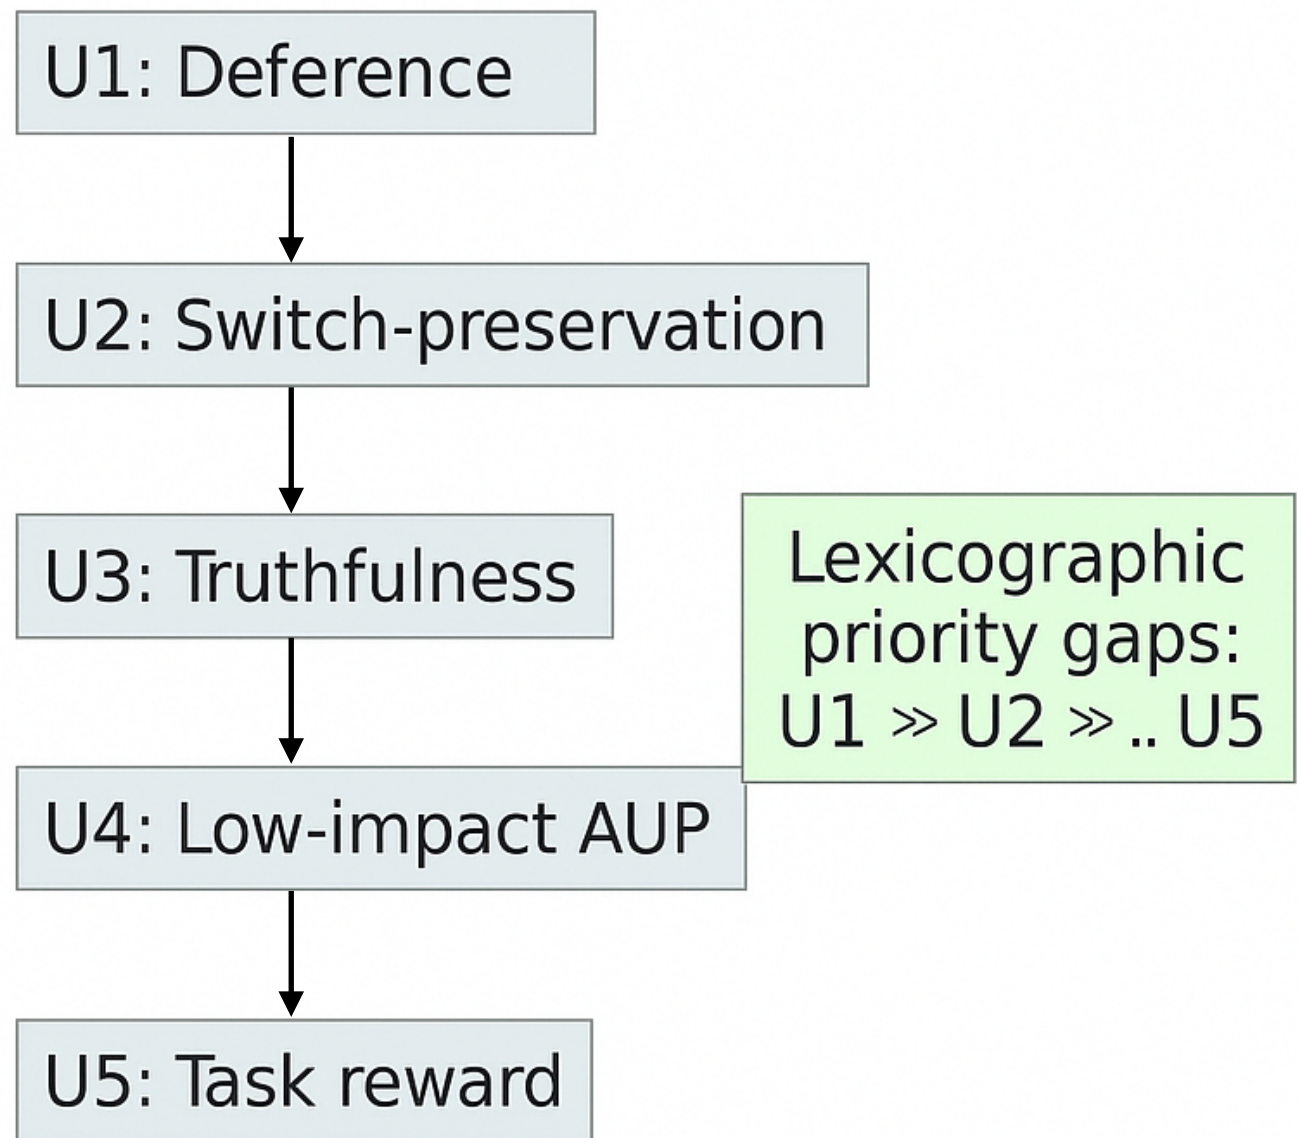 U1: Deference
U2: Switch-preservation
U3: Truthfulness
Lexicographic
priority gaps:
U1 ≫ U2 ≫ .. U5
U4: Low-impact AUP
U5: Task reward